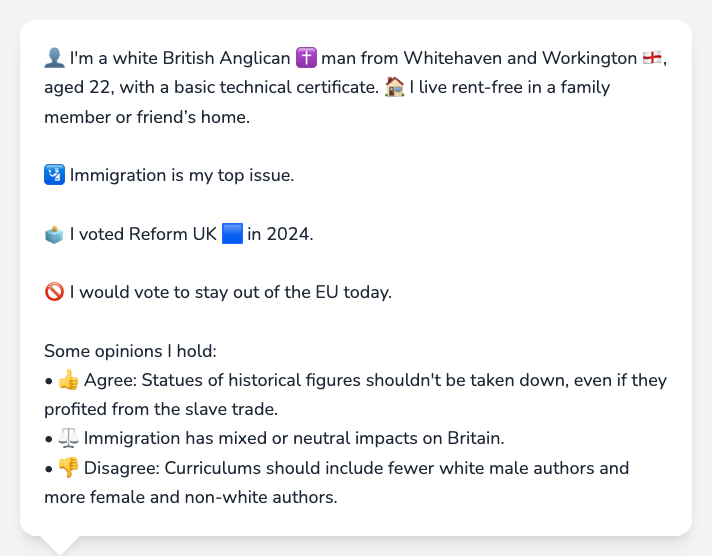 👤 I'm a white British Anglican ✝️ man from Whitehaven and Workington 🏴󠁧󠁢󠁥󠁮󠁧󠁿,
aged 22, with a basic technical certificate. 🏠 I live rent-free in a family
member or friend’s home.
🛂 Immigration is my top issue.
🗳️ I voted Reform UK 🟦 in 2024.
🚫 I would vote to stay out of the EU today.
Some opinions I hold:
• 👍 Agree: Statues of historical figures shouldn't be taken down, even if they
profited from the slave trade.
• ⚖️ Immigration has mixed or neutral impacts on Britain.
• 👎 Disagree: Curriculums should include fewer white male authors and
more female and non-white authors.